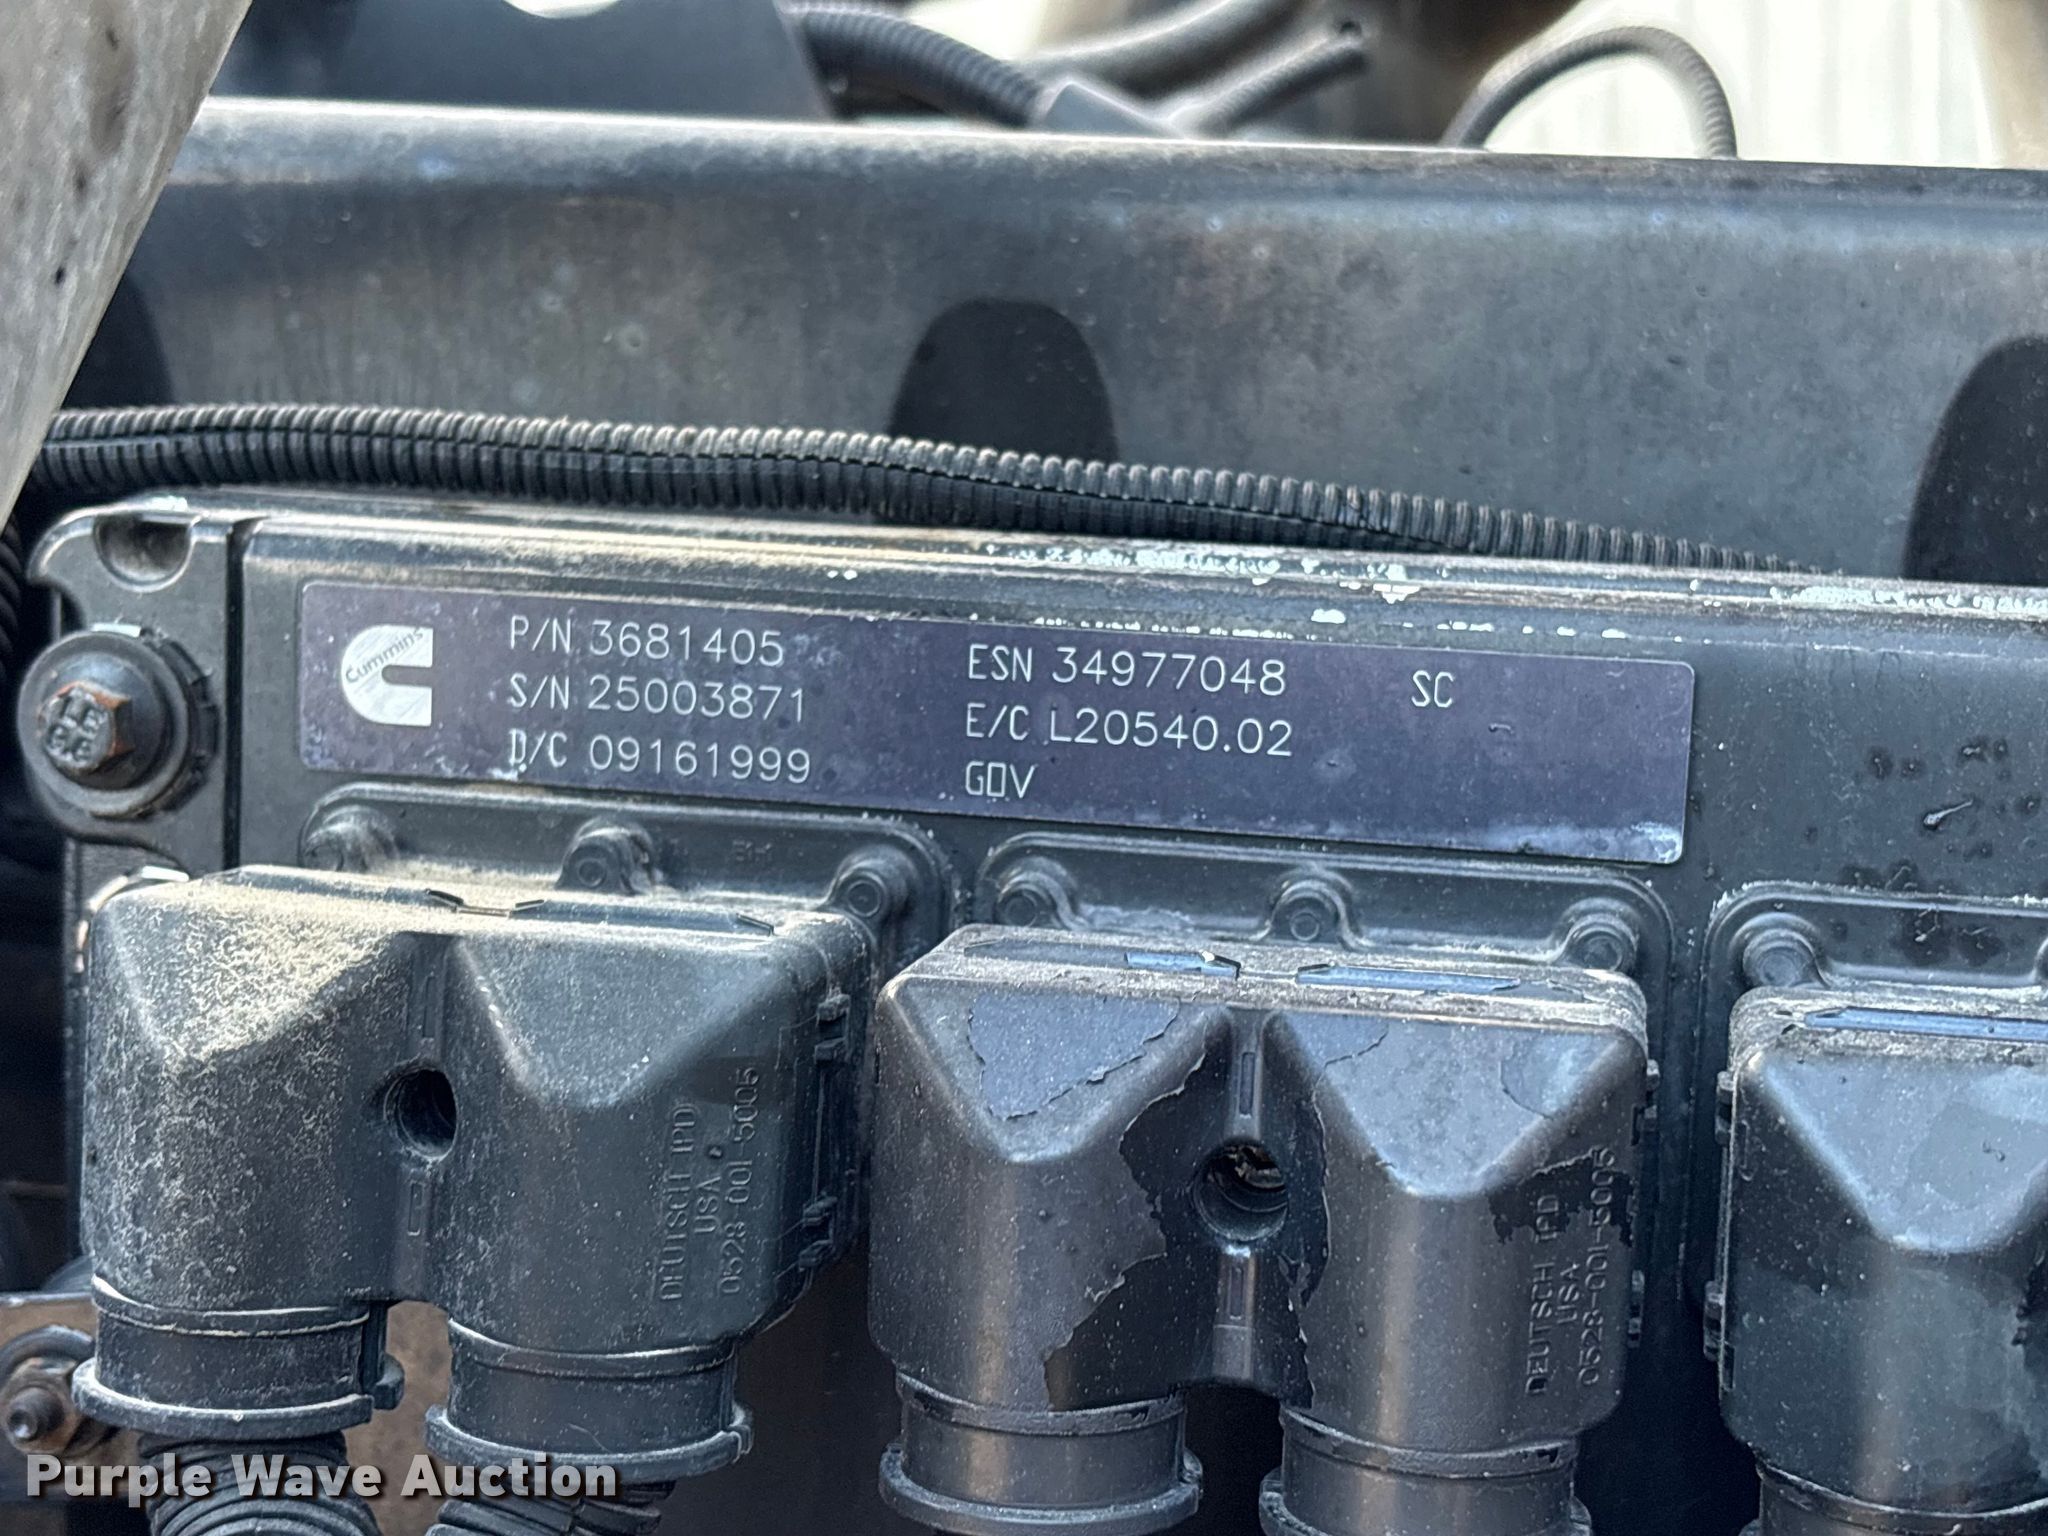 Cummins
P/N 3681405
S/N 25003871
D/C 09161999
ESN 34977048
E/C L20540.02
GOV
SC
DEUTSCH IPD
USA
0528-001-5005
DEUTSCH IPD
USA
0528-001-5005
Purple Wave Auction